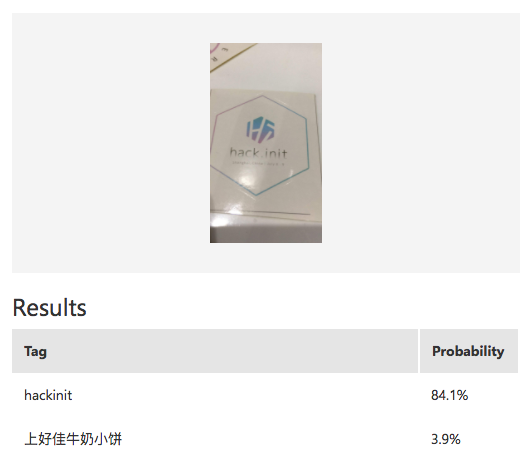 hack.init
Results
Tag Probability
hackinit 84.1%
上好佳牛奶小饼 3.9%